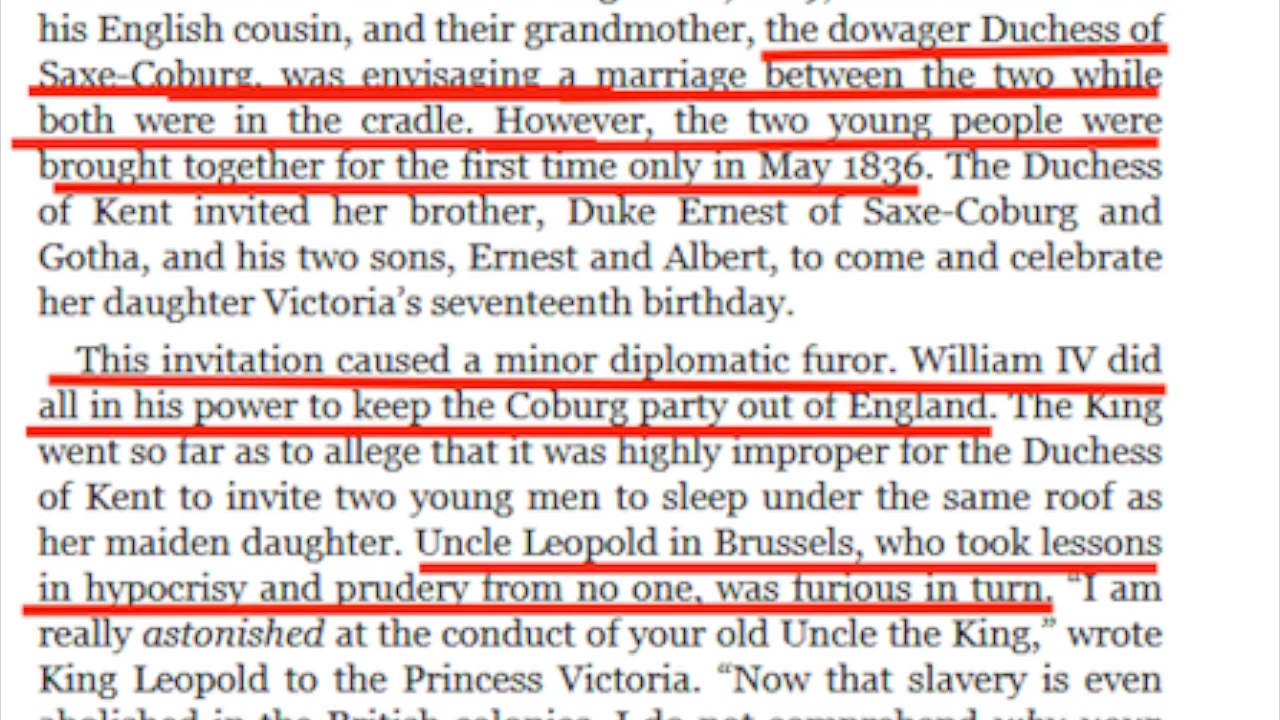 his English cousin, and their grandmother, the dowager Duchess of
Saxe-Coburg, was envisaging a marriage between the two while
both were in the cradle. However, the two young people were
brought together for the first time only in May 1836. The Duchess
of Kent invited her brother, Duke Ernest of Saxe-Coburg and
Gotha, and his two sons, Ernest and Albert, to come and celebrate
her daughter Victoria’s seventeenth birthday.
This invitation caused a minor diplomatic furor. William IV did
all in his power to keep the Coburg party out of England. The King
went so far as to allege that it was highly improper for the Duchess
of Kent to invite two young men to sleep under the same roof as
her maiden daughter. Uncle Leopold in Brussels, who took lessons
in hypocrisy and prudery from no one, was furious in turn. “I am
really astonished at the conduct of your old Uncle the King,” wrote
King Leopold to the Princess Victoria. “Now that slavery is even